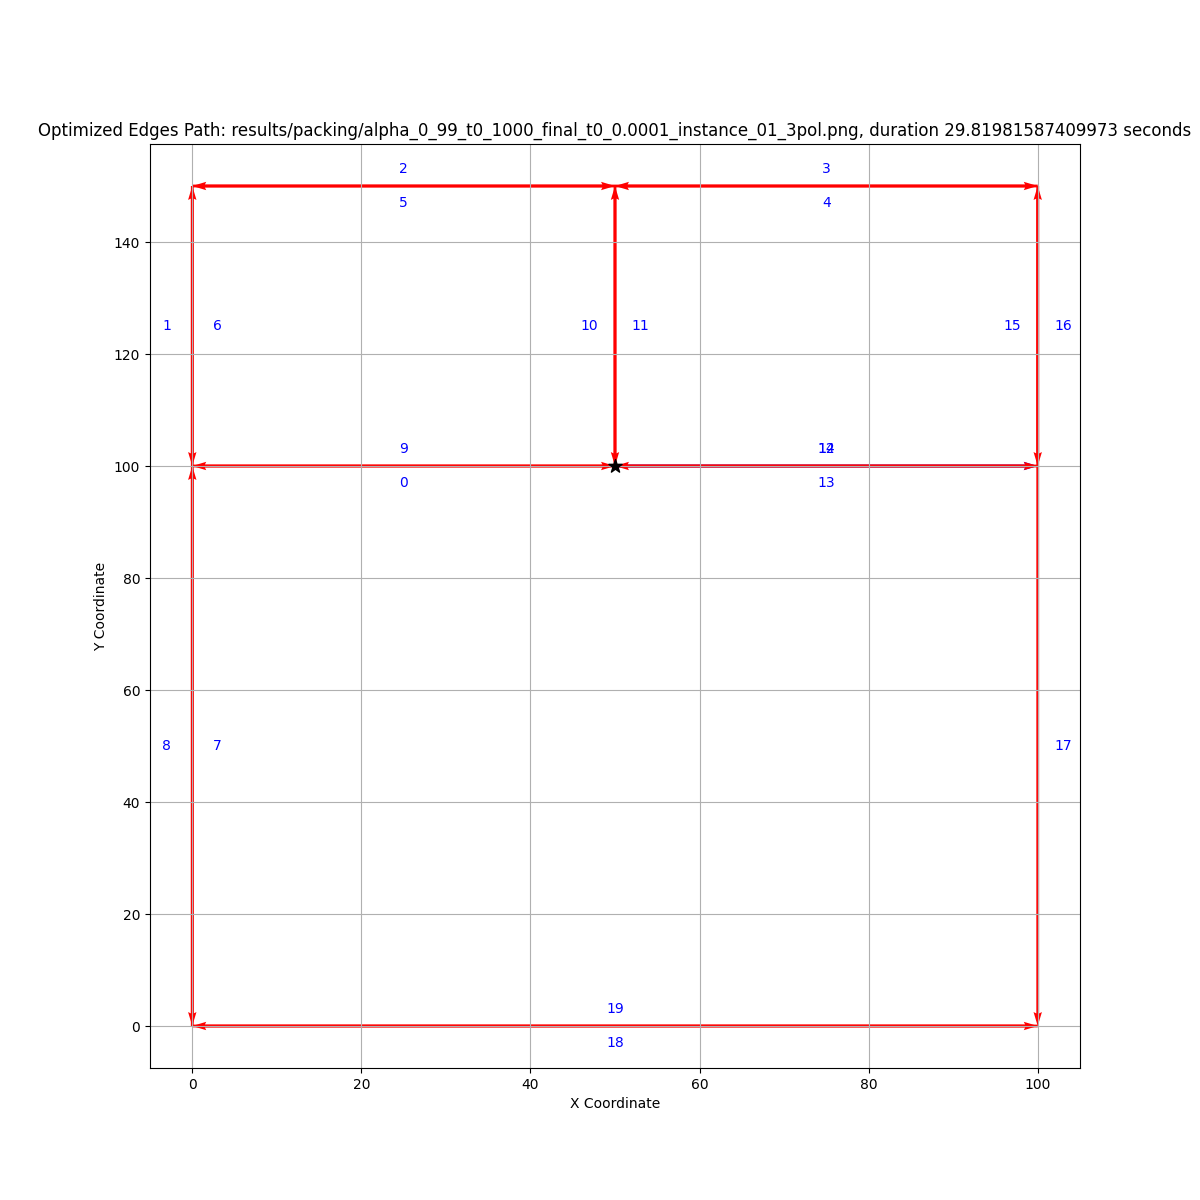 Optimized Edges Path: results/packing/alpha_0_99_t0_1000_final_t0_0.0001_instance_01_3pol.png, duration 29.81981587409973 seconds
2 3
5 4
140
1 6 10 11 15 16
120
9 12 14
100
0 13
80
Y Coordinate
60
8 7 17
40
20
19
0
18
0 20 40 60 80 100
X Coordinate